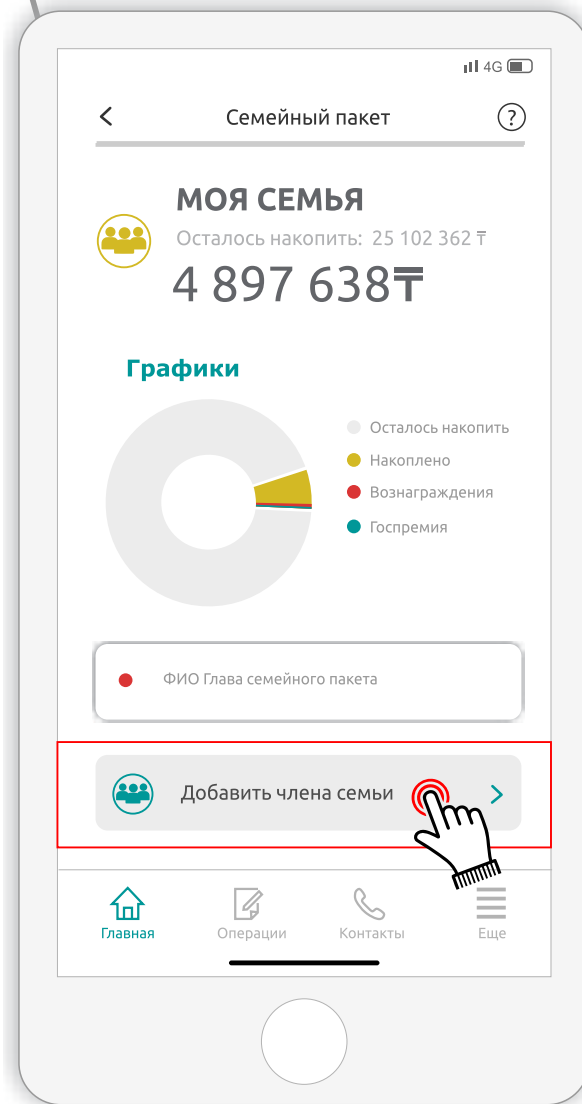 4G
Семейный пакет
?
МОЯ СЕМЬЯ
Осталось накопить: 25 102 362 ₸
4 897 638₸
Графики
Осталось накопить
Накоплено
Вознаграждения
Госпремия
ФИО Глава семейного пакета
Добавить члена семьи
Главная
Операции
Контакты
Еще